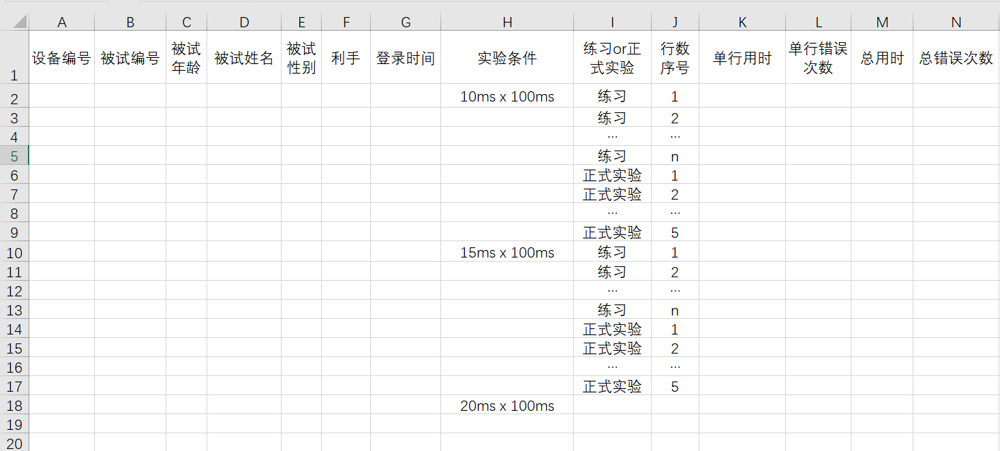 A B C D E F G H I J K L M N
1 设备编号 被试编号 被试年龄 被试姓名 被试性别 利手 登录时间 实验条件 练习or正式实验 行数序号 单行用时 单行错误次数 总用时 总错误次数
2 10ms x 100ms 练习 1
3 练习 2
4 … …
5 练习 n
6 正式实验 1
7 正式实验 2
8 … …
9 正式实验 5
10 15ms x 100ms 练习 1
11 练习 2
12 … …
13 练习 n
14 正式实验 1
15 正式实验 2
16 … …
17 正式实验 5
18 20ms x 100ms
19
20